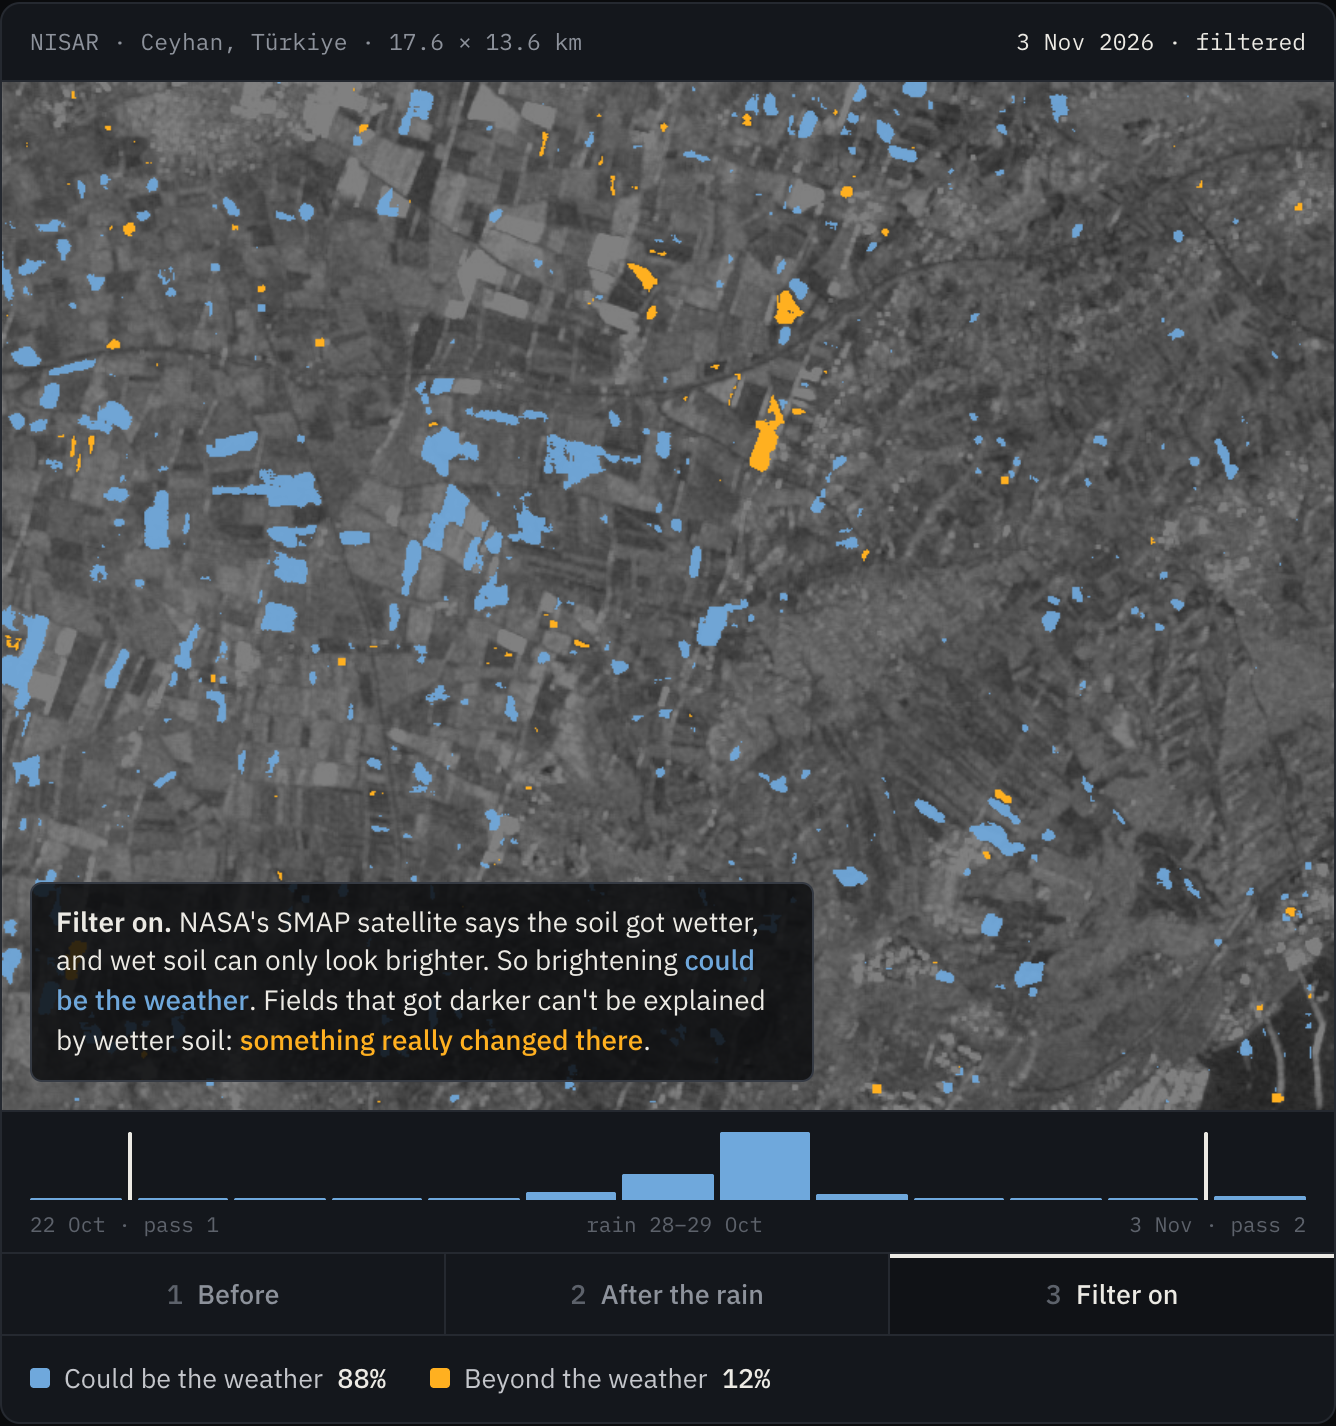 NISAR · Ceyhan, Türkiye · 17.6 × 13.6 km
3 Nov 2026 · filtered
Filter on. NASA's SMAP satellite says the soil got wetter,
and wet soil can only look brighter. So brightening could
be the weather. Fields that got darker can't be explained
by wetter soil: something really changed there.
22 Oct · pass 1
rain 28–29 Oct
3 Nov · pass 2
1 Before
2 After the rain
3 Filter on
Could be the weather 88%
Beyond the weather 12%